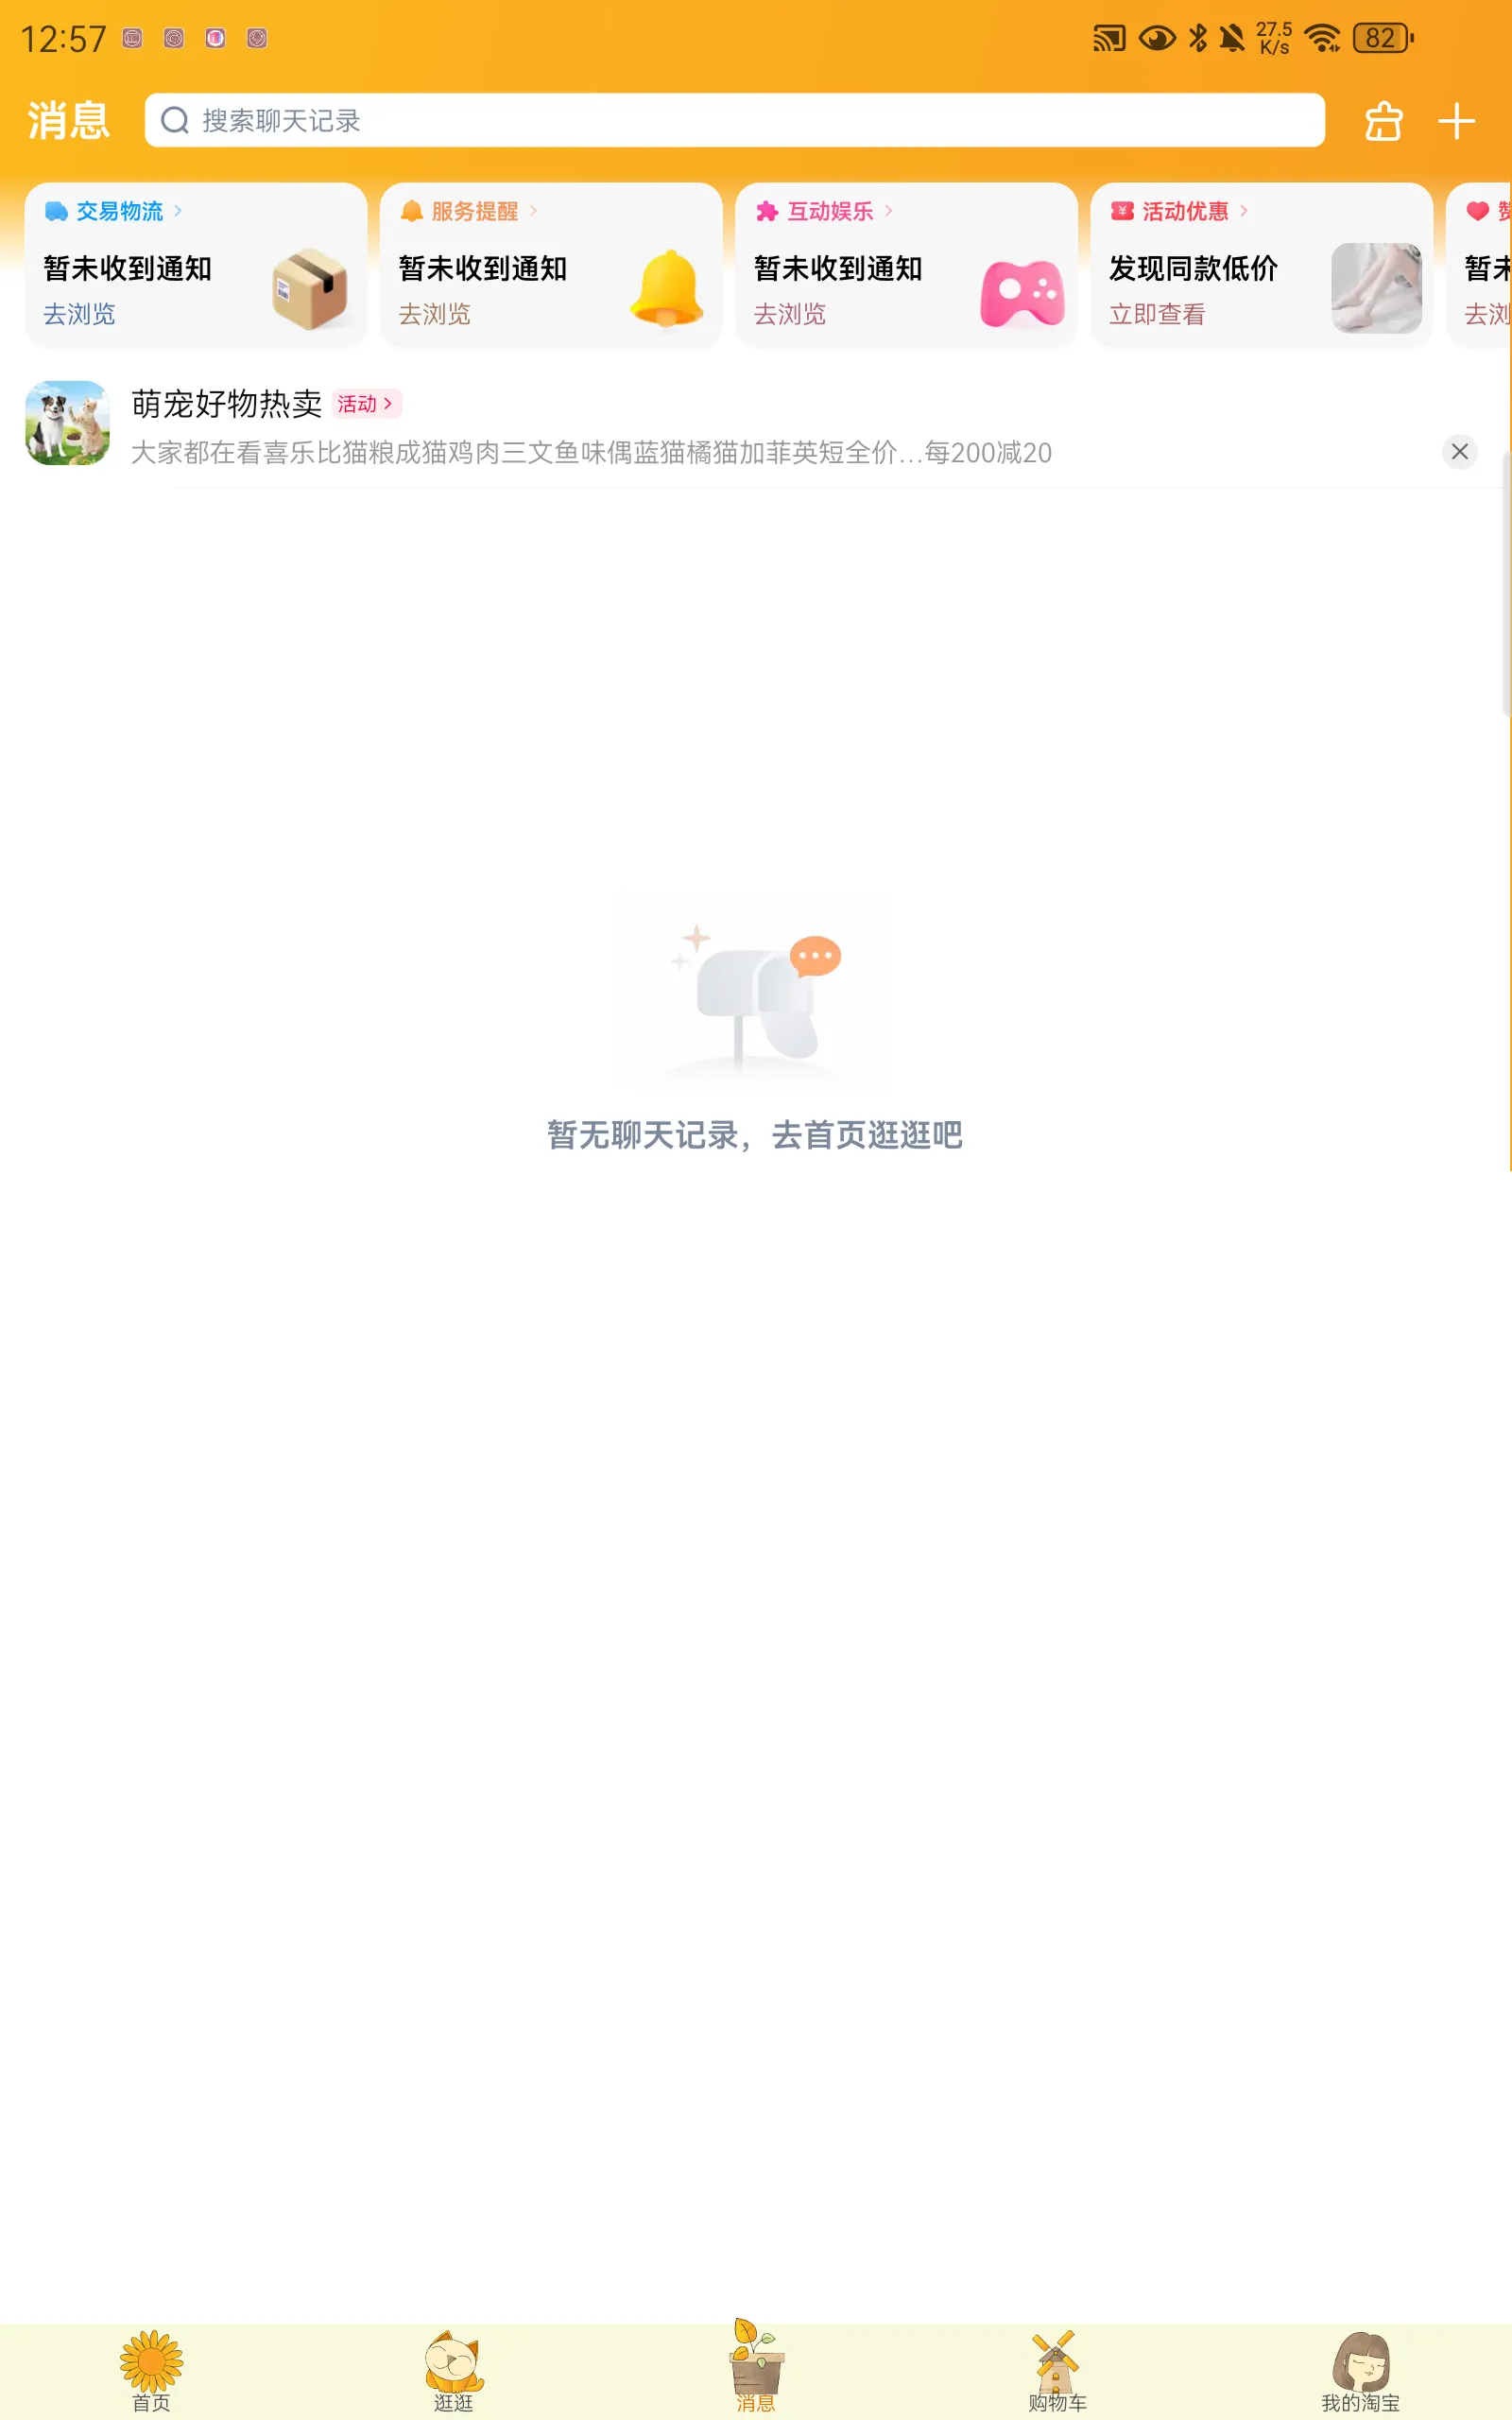 12:57
27.5
K/s
82
消息
搜索聊天记录
交易物流
暂未收到通知
去浏览
服务提醒
暂未收到通知
去浏览
互动娱乐
暂未收到通知
去浏览
活动优惠
发现同款低价
立即查看
暂未
去浏
萌宠好物热卖 活动
大家都在看喜乐比猫粮成猫鸡肉三文鱼味偶蓝猫橘猫加菲英短全价...每200减20
暂无聊天记录，去首页逛逛吧
首页
逛逛
消息
购物车
我的淘宝